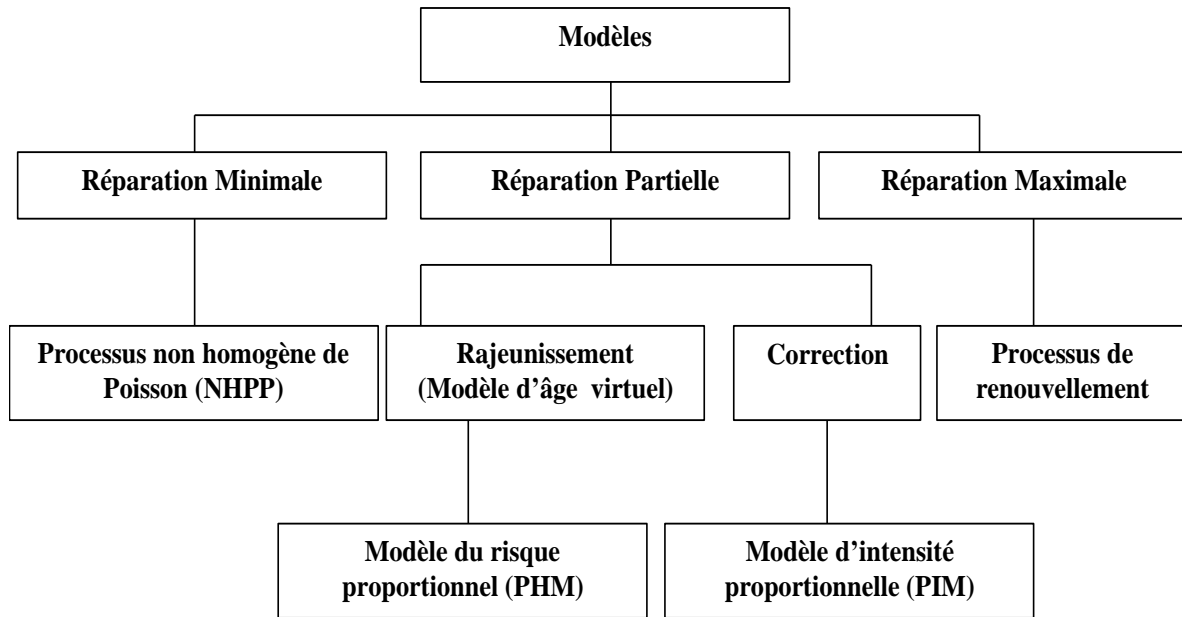 Modèles
Réparation Minimale
Réparation Partielle
Réparation Maximale
Processus non homogène de
Poisson (NHPP)
Rajeunissement
(Modèle d'âge virtuel)
Correction
Processus de
renouvellement
Modèle du risque
proportionnel (PHM)
Modèle d'intensité
proportionnelle (PIM)